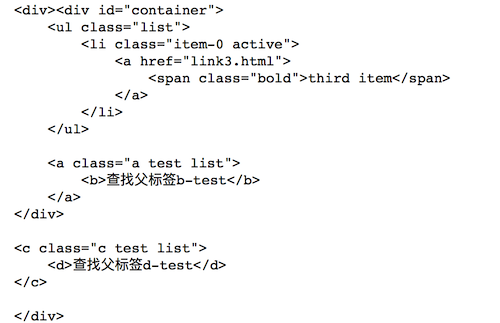 <div><div id="container">
    <ul class="list">
        <li class="item-0 active">
            <a href="link3.html">
                <span class="bold">third item</span>
            </a>
        </li>
    </ul>

    <a class="a test list">
        <b>查找父标签b-test</b>
    </a>
</div>

<c class="c test list">
    <d>查找父标签d-test</d>
</c>

</div>